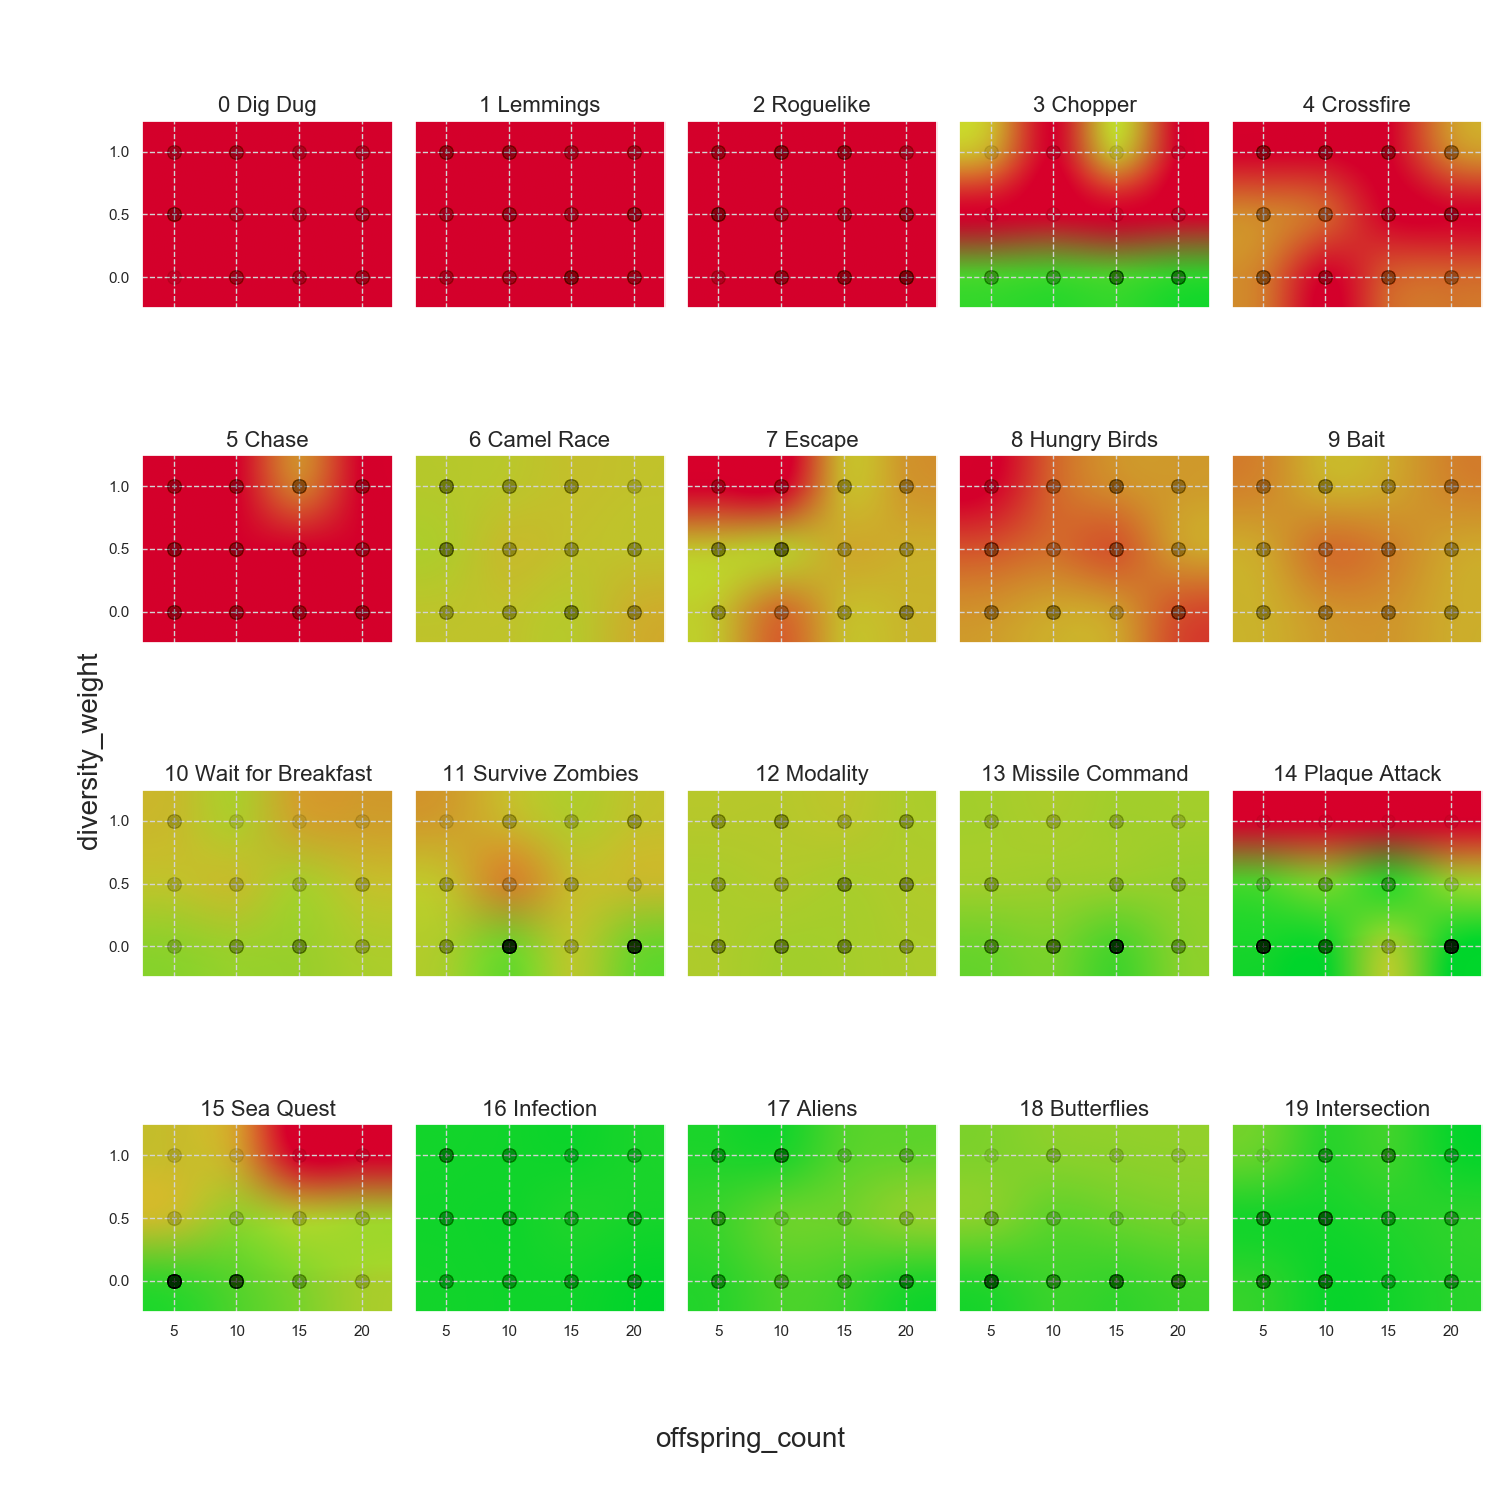 0 Dig Dug
1 Lemmings
2 Roguelike
3 Chopper
4 Crossfire
1.0
0.5
0.0
5 Chase
6 Camel Race
7 Escape
8 Hungry Birds
9 Bait
1.0
0.5
0.0
diversity_weight
10 Wait for Breakfast
11 Survive Zombies
12 Modality
13 Missile Command
14 Plaque Attack
1.0
0.5
0.0
15 Sea Quest
16 Infection
17 Aliens
18 Butterflies
19 Intersection
1.0
0.5
0.0
5 10 15 20
5 10 15 20
5 10 15 20
5 10 15 20
5 10 15 20
offspring_count